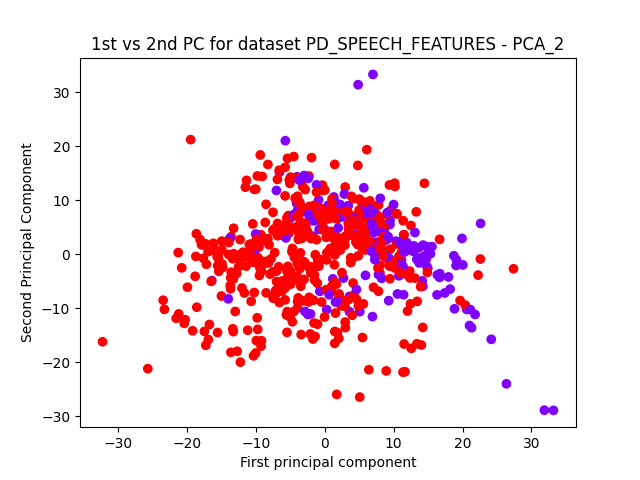 1st vs 2nd PC for dataset PD_SPEECH_FEATURES - PCA_2
Second Principal Component
30
20
10
0
−10
−20
−30
−30 −20 −10 0 10 20 30
First principal component